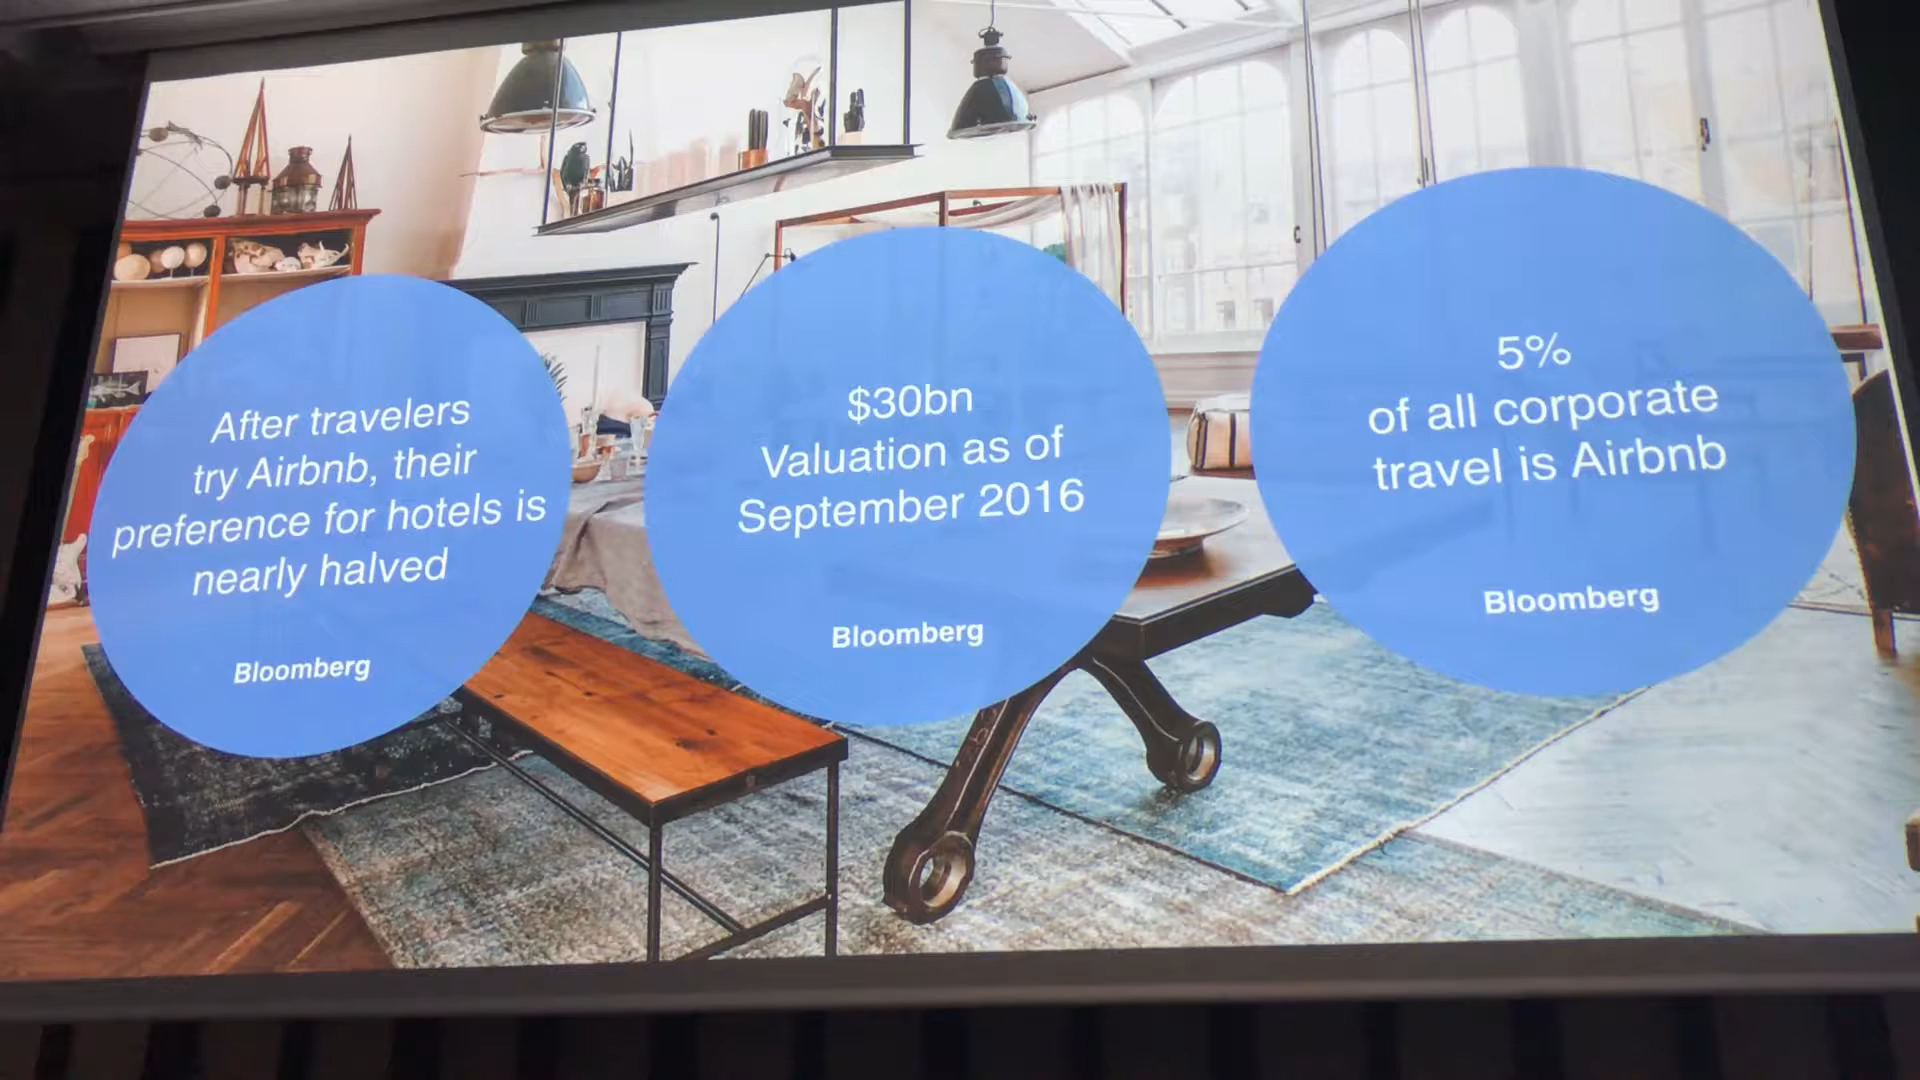 After travelers
try Airbnb, their
preference for hotels is
nearly halved
Bloomberg
$30bn
Valuation as of
September 2016
Bloomberg
5%
of all corporate
travel is Airbnb
Bloomberg